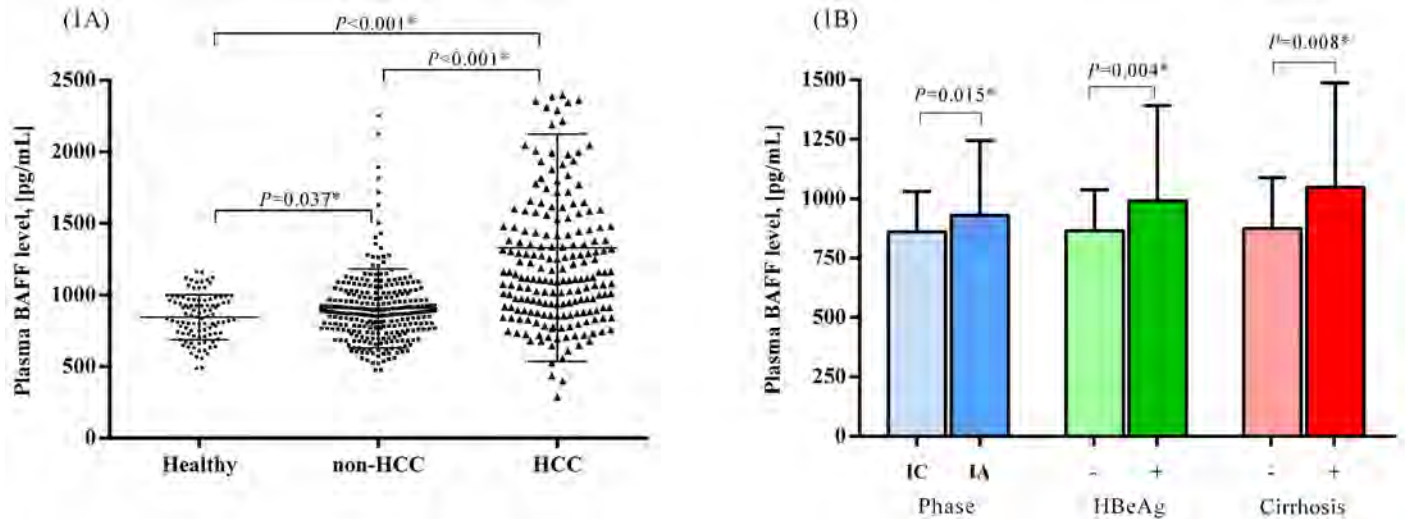 (1A)
P<0.001*
P<0.001*
P=0.037*
Plasma BAFF level, [pg/mL]
2500
2000
1500
1000
500
0
Healthy non-HCC HCC
(1B)
P=0.008*
P=0.004*
P=0.015*
Plasma BAFF level, [pg/mL]
1500
1250
1000
750
500
250
0
IC IA - + - +
Phase HBeAg Cirrhosis